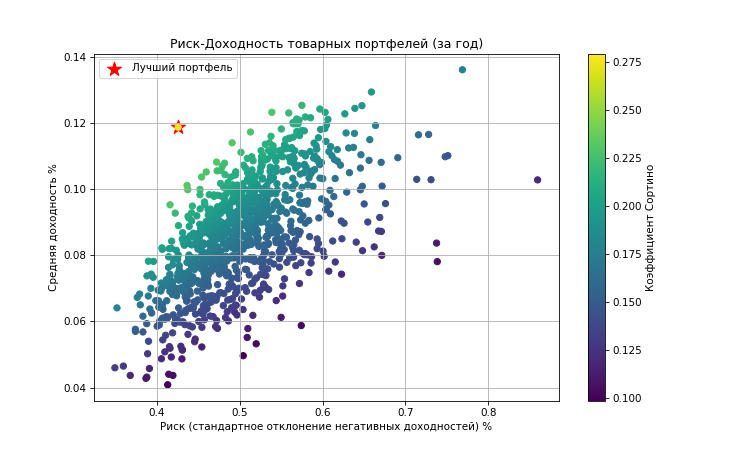 Риск-Доходность товарных портфелей (за год)
Лучший портфель
0.14
0.12
0.10
0.08
0.06
0.04
Средняя доходность %
0.4 0.5 0.6 0.7 0.8
Риск (стандартное отклонение негативных доходностей) %
0.275
0.250
0.225
0.200
0.175
0.150
0.125
0.100
Коэффициент Сортино